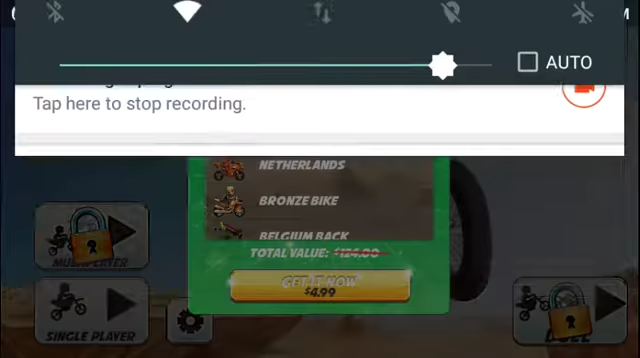 AUTO
Tap here to stop recording.
NETHERLANDS
BRONZE BIKE
BELGIUM BACK
TOTAL VALUE: $124.00
GET IT NOW
$4.99
MULTIPLAYER
SINGLE PLAYER